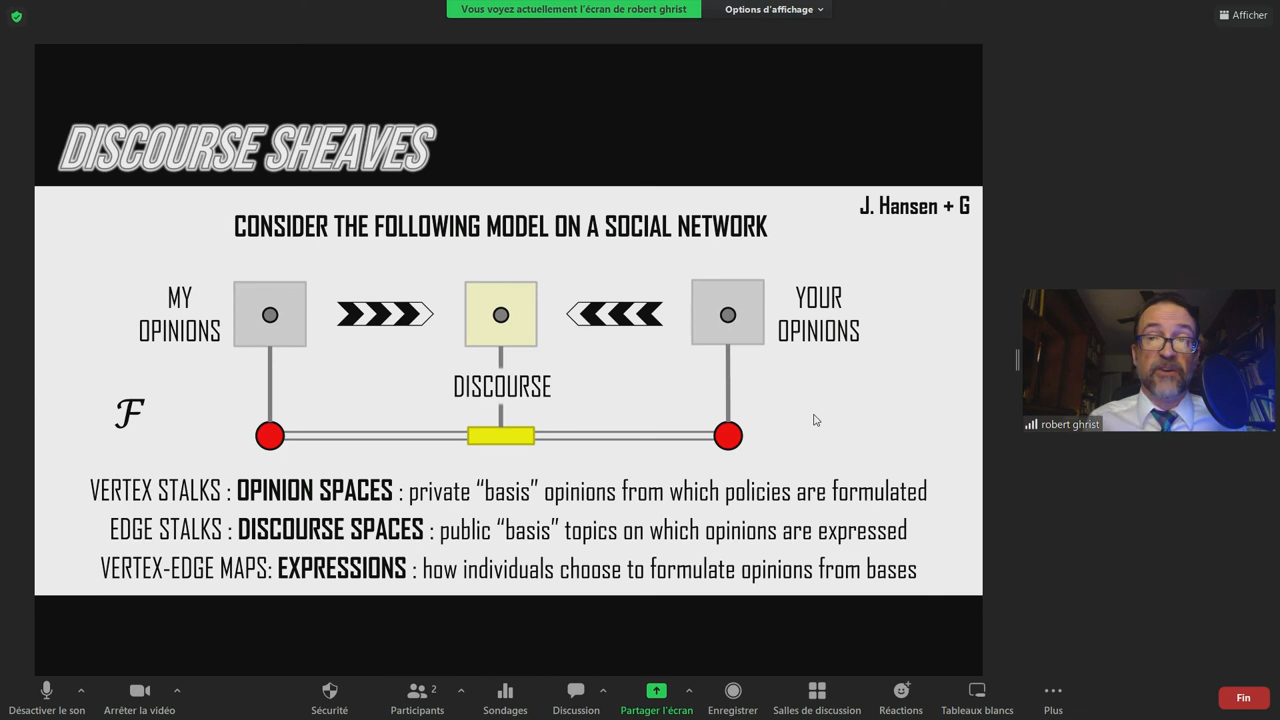 Vous voyez actuellement l'écran de robert ghrist
Options d'affichage
Afficher
DISCOURSE SHEAVES
J. Hansen + G
CONSIDER THE FOLLOWING MODEL ON A SOCIAL NETWORK
MY
OPINIONS
YOUR
OPINIONS
DISCOURSE
ℱ
VERTEX STALKS : OPINION SPACES : private “basis” opinions from which policies are formulated
EDGE STALKS : DISCOURSE SPACES : public “basis” topics on which opinions are expressed
VERTEX-EDGE MAPS: EXPRESSIONS : how individuals choose to formulate opinions from bases
robert ghrist
2
Désactiver le son
Arrêter la vidéo
Sécurité
Participants
Sondages
Discussion
Partager l'écran
Enregistrer
Salles de discussion
Réactions
Tableaux blancs
Plus
Fin